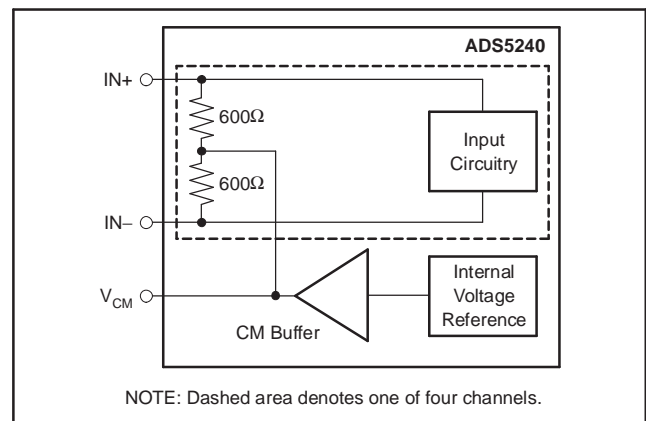 ADS5240
IN+
600Ω
Input
Circuitry
600Ω
IN−
Internal
Voltage
Reference
VCM
CM Buffer
NOTE: Dashed area denotes one of four channels.